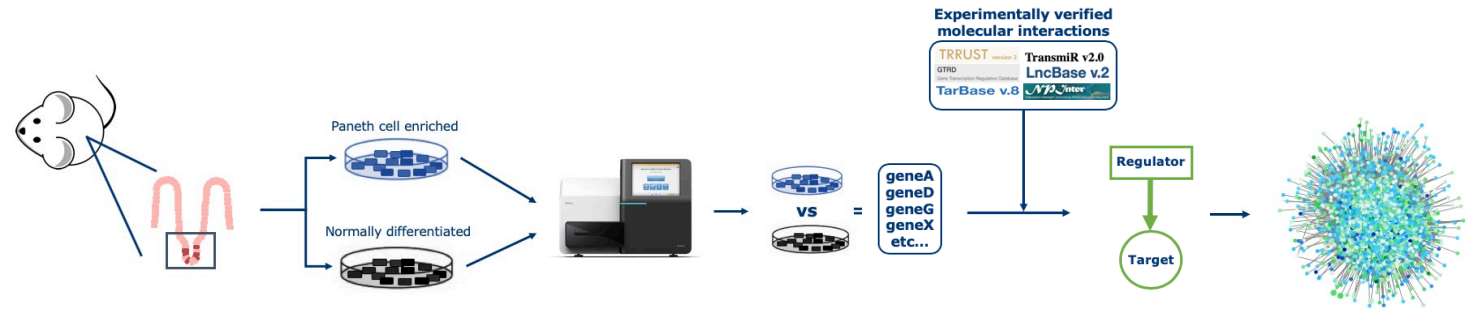 Experimentally verified
molecular interactions
TRRUST version 2
TransmiR v2.0
GTRD
Gene Transcription Regulation Database
LncBase v.2
TarBase v.8
NPInter
Paneth cell enriched
Normally differentiated
vs
=
geneA
geneD
geneG
geneX
etc...
Regulator
Target